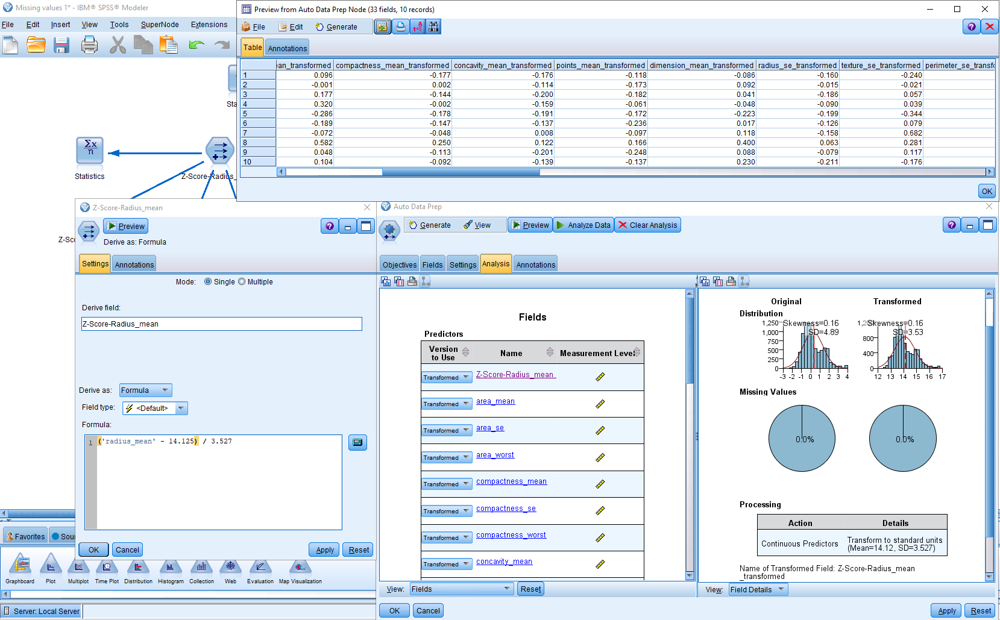 Missing values 1* - IBM® SPSS® Modeler
File Edit Insert View Tools SuperNode Extensions
Statistics
Z-Score-Radius_
Preview from Auto Data Prep Node (33 fields, 10 records)
File Edit Generate
Table Annotations
an_transformed compactness_mean_transformed concavity_mean_transformed points_mean_transformed dimension_mean_transformed radius_se_transformed texture_se_transformed perimeter_se_transfo
1 0.096 -0.177 -0.176 -0.118 -0.086 -0.160 -0.240
2 -0.001 0.002 -0.114 -0.173 0.092 -0.015 -0.021
3 0.177 -0.144 -0.200 -0.182 0.041 -0.186 0.057
4 0.320 -0.002 -0.159 -0.061 -0.048 -0.090 0.039
5 -0.286 -0.178 -0.191 -0.172 -0.223 -0.199 -0.344
6 -0.189 -0.147 -0.137 -0.236 0.017 -0.126 0.079
7 -0.072 -0.048 0.008 -0.097 0.118 -0.158 0.682
8 0.582 0.250 0.122 0.166 0.400 0.063 0.281
9 0.048 -0.113 -0.201 -0.248 0.088 -0.079 0.117
10 0.104 -0.092 -0.139 -0.137 0.230 -0.211 -0.176
OK
Z-Score-Radius_mean
Preview
Derive as: Formula
Settings Annotations
Mode: Single Multiple
Derive field:
Z-Score-Radius_mean
Derive as: Formula
Field type: <Default>
Formula:
1 ('radius_mean' - 14.125) / 3.527
OK Cancel Apply Reset
Auto Data Prep
Generate View Preview Analyze Data Clear Analysis
Objectives Fields Settings Analysis Annotations
Fields
Predictors
Version to Use Name Measurement Level
Transformed Z-Score-Radius_mean
Transformed area_mean
Transformed area_se
Transformed area_worst
Transformed compactness_mean
Transformed compactness_se
Transformed compactness_worst
Transformed concavity_mean
View: Fields Reset
Original Transformed
Distribution
Skewness=0.16
SD=4.89
1,250
1,000
750
500
250
0
-3 -2 -1 0 1 2 3 4
Skewness=0.16
SD=3.53
800
400
0
12 13 14 15 16 17
Missing Values
0.0% 0.0%
Processing
Action Details
Continuous Predictors Transform to standard units
(Mean=14.12, SD=3.527)
Name of Transformed Field: Z-Score-Radius_mean
_transformed
View: Field Details
OK Cancel Apply Reset
Favorites Sou
Graphboard Plot Multiplot Time Plot Distribution Histogram Collection Web Evaluation Map Visualization
Server: Local Server